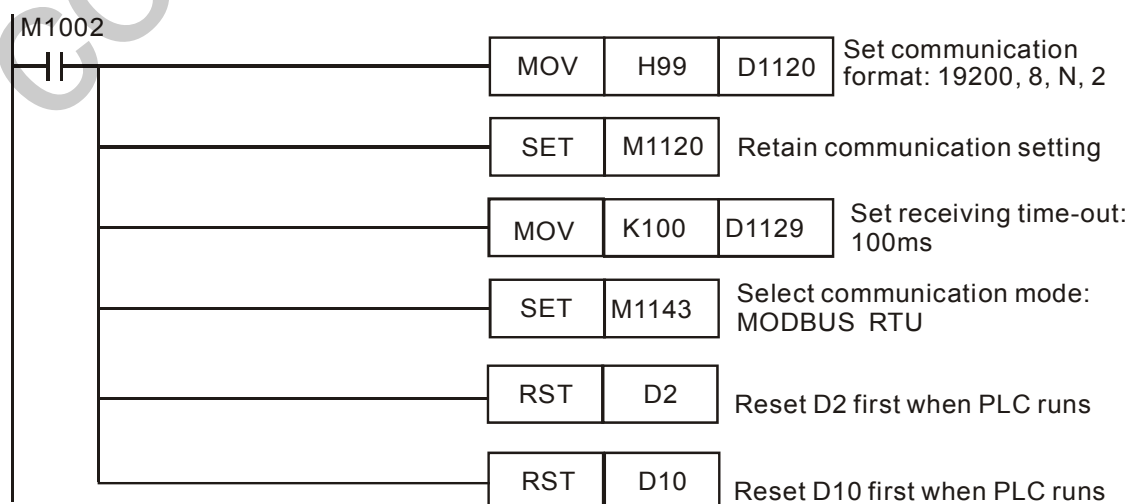 M1002
MOV H99 D1120 Set communication
format: 19200, 8, N, 2
SET M1120 Retain communication setting
MOV K100 D1129 Set receiving time-out:
100ms
SET M1143 Select communication mode:
MODBUS RTU
RST D2 Reset D2 first when PLC runs
RST D10 Reset D10 first when PLC runs